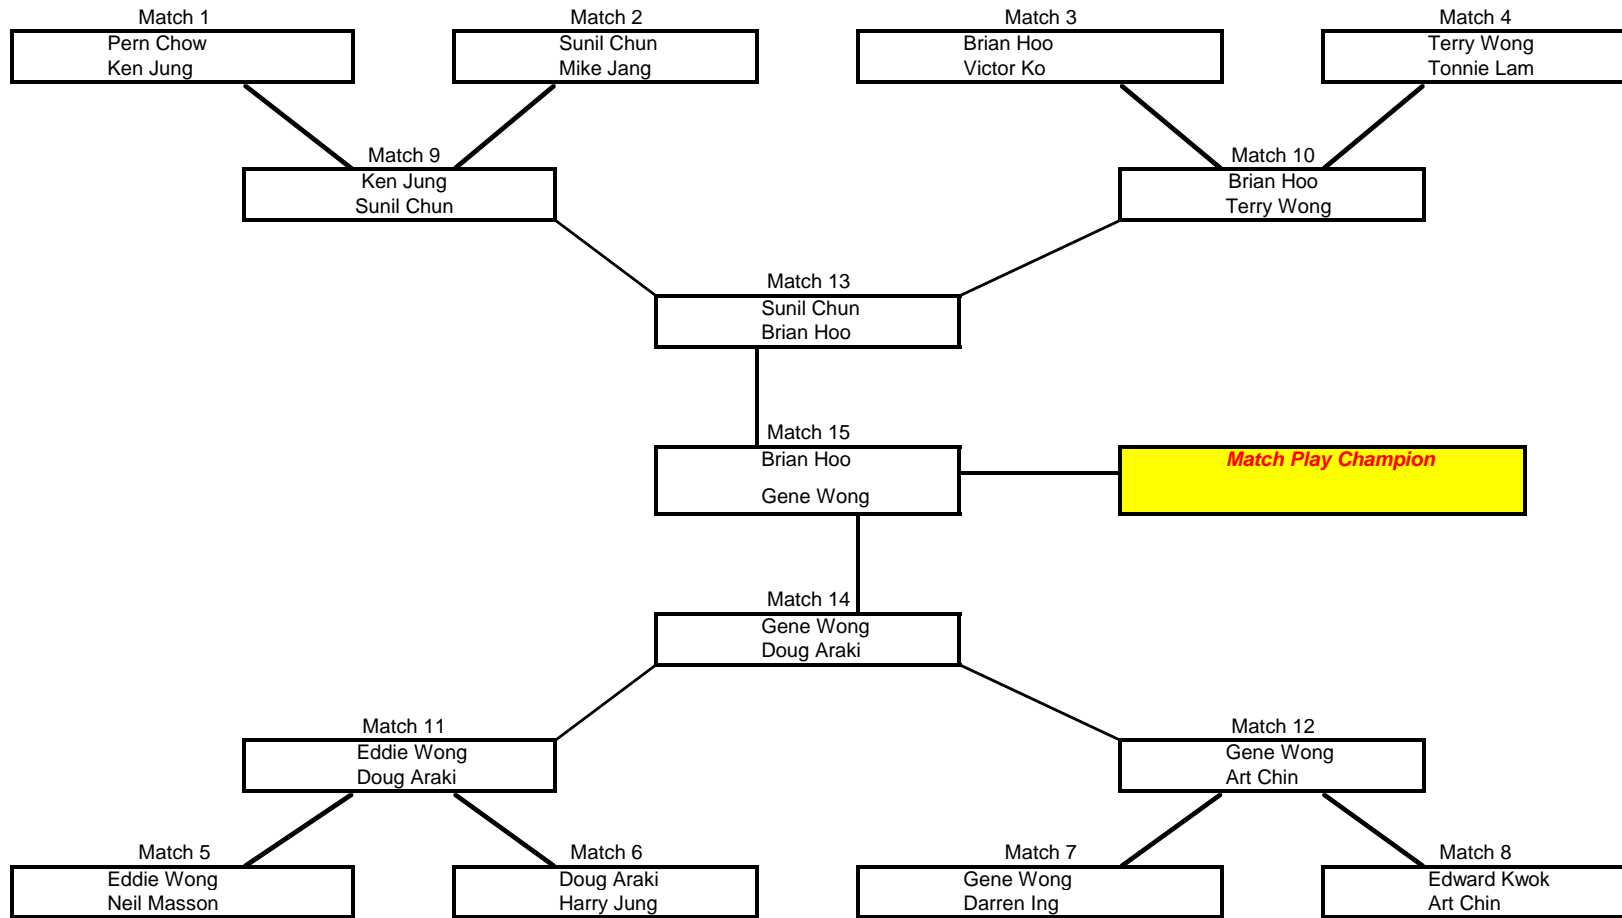 Match 1
Pern Chow
Ken Jung
Match 2
Sunil Chun
Mike Jang
Match 3
Brian Hoo
Victor Ko
Match 4
Terry Wong
Tonnie Lam
Match 9
Ken Jung
Sunil Chun
Match 10
Brian Hoo
Terry Wong
Match 13
Sunil Chun
Brian Hoo
Match 15
Brian Hoo
Gene Wong
Match Play Champion
Match 14
Gene Wong
Doug Araki
Match 11
Eddie Wong
Doug Araki
Match 12
Gene Wong
Art Chin
Match 5
Eddie Wong
Neil Masson
Match 6
Doug Araki
Harry Jung
Match 7
Gene Wong
Darren Ing
Match 8
Edward Kwok
Art Chin